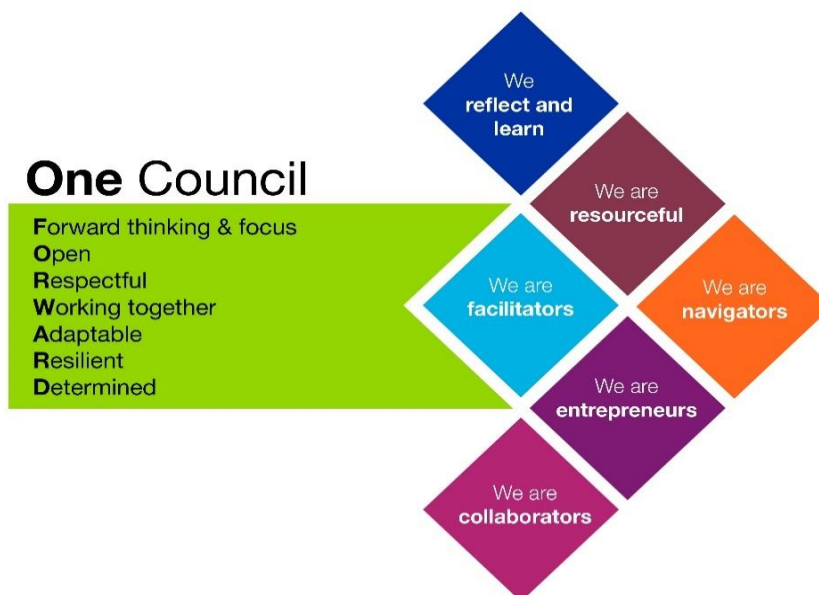 One Council
Forward thinking & focus
Open
Respectful
Working together
Adaptable
Resilient
Determined
We
reflect and
learn
We are
resourceful
We are
facilitators
We are
navigators
We are
entrepreneurs
We are
collaborators